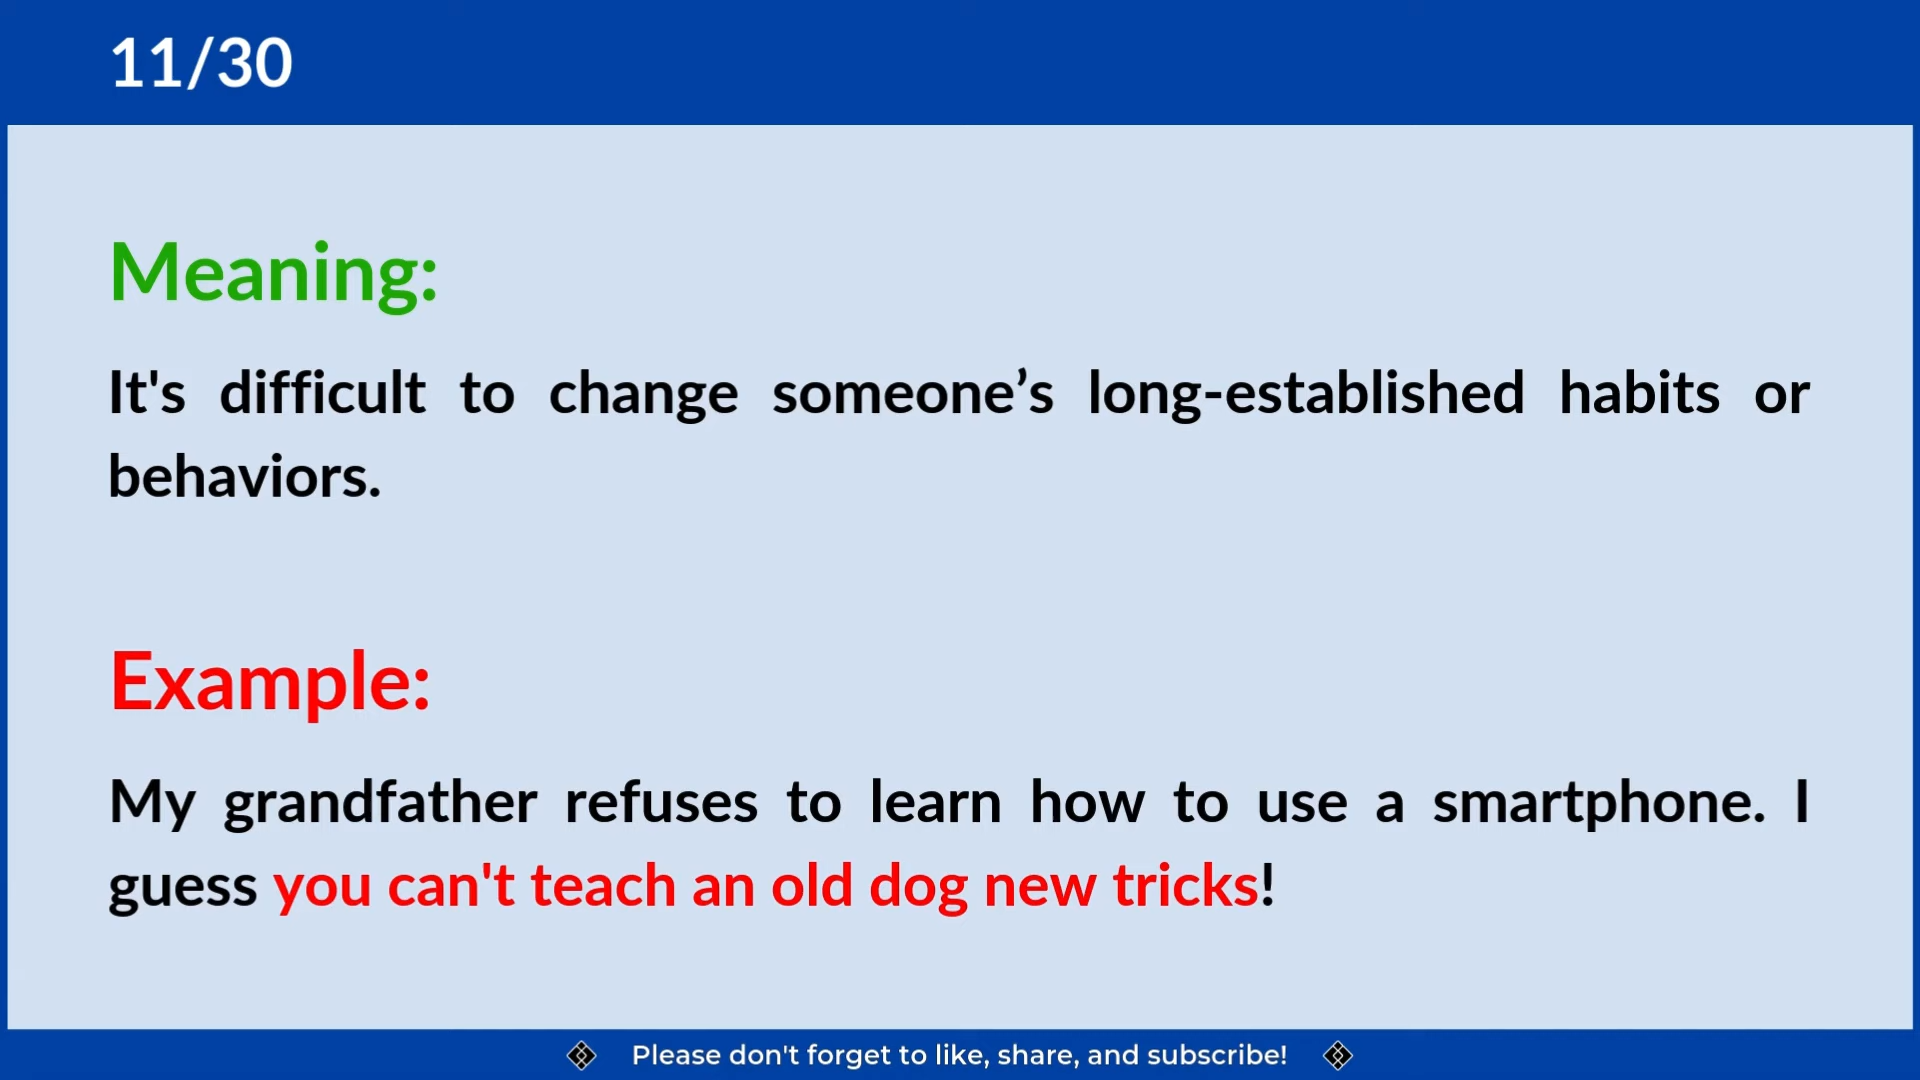 11/30
Meaning:
It's difficult to change someone’s long-established habits or
behaviors.
Example:
My grandfather refuses to learn how to use a smartphone. I
guess you can't teach an old dog new tricks!
Please don't forget to like, share, and subscribe!